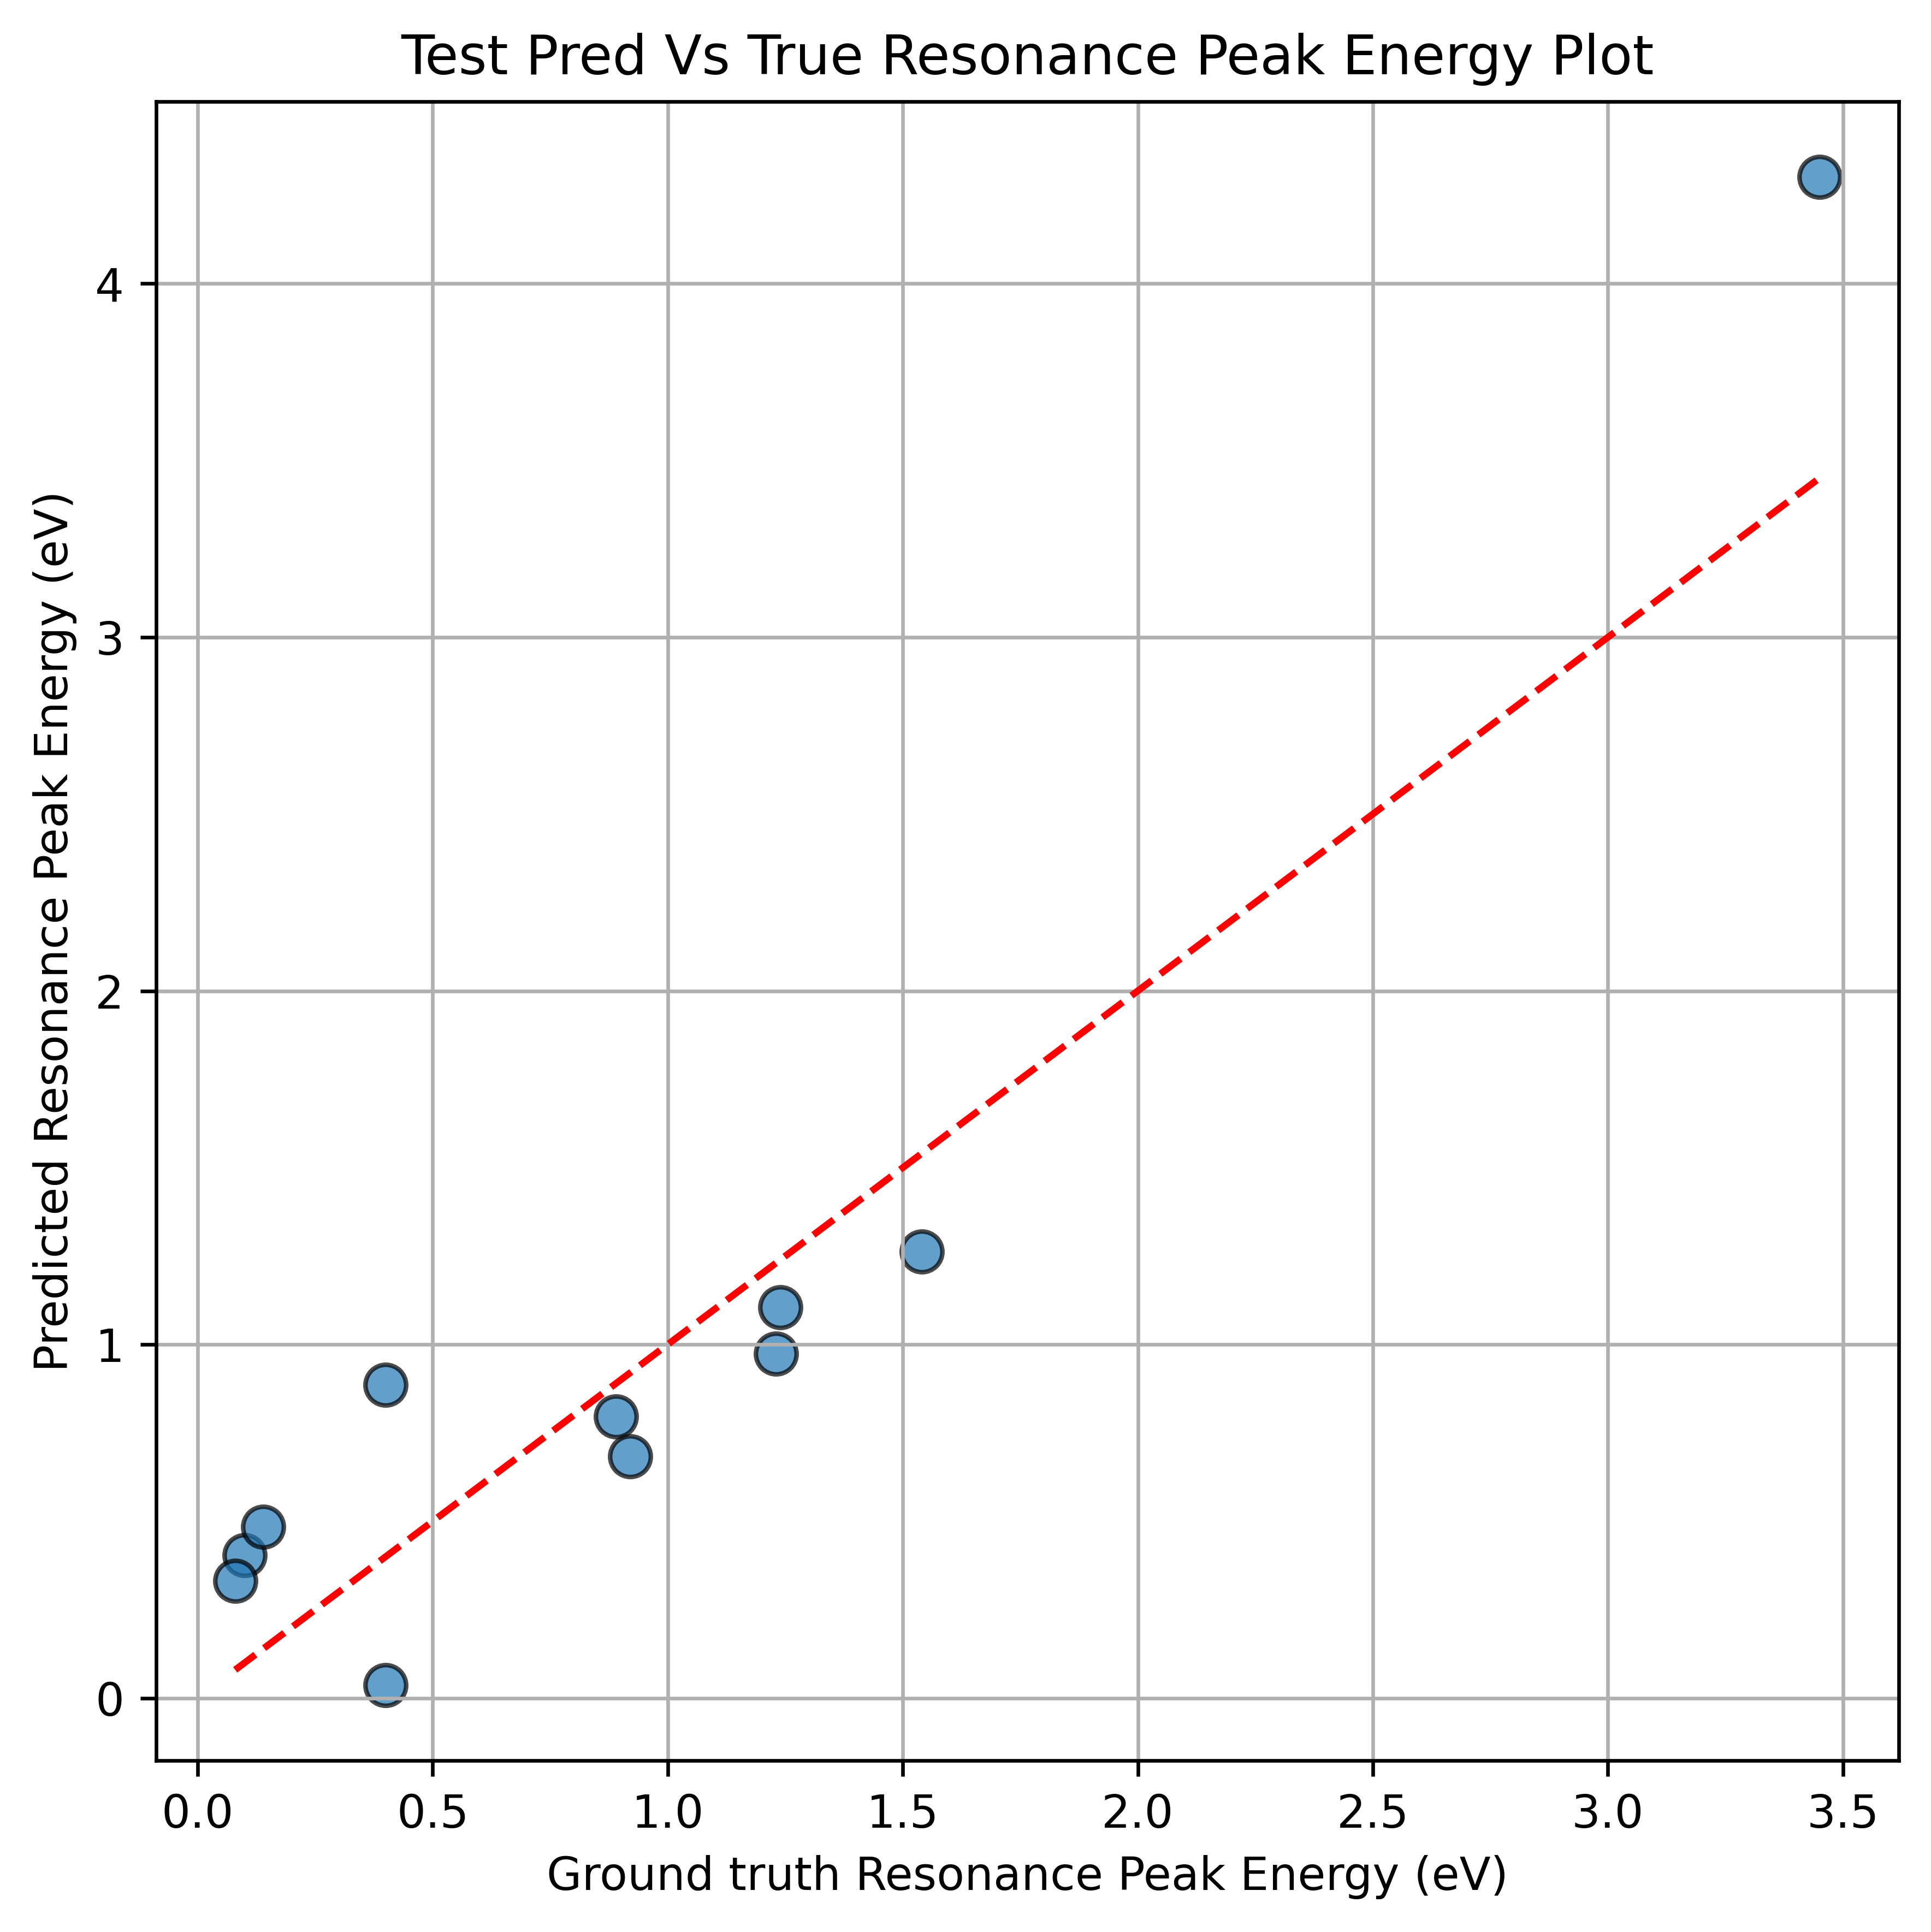 Test Pred Vs True Resonance Peak Energy Plot
Predicted Resonance Peak Energy (eV)
4
3
2
1
0
0.0 0.5 1.0 1.5 2.0 2.5 3.0 3.5
Ground truth Resonance Peak Energy (eV)